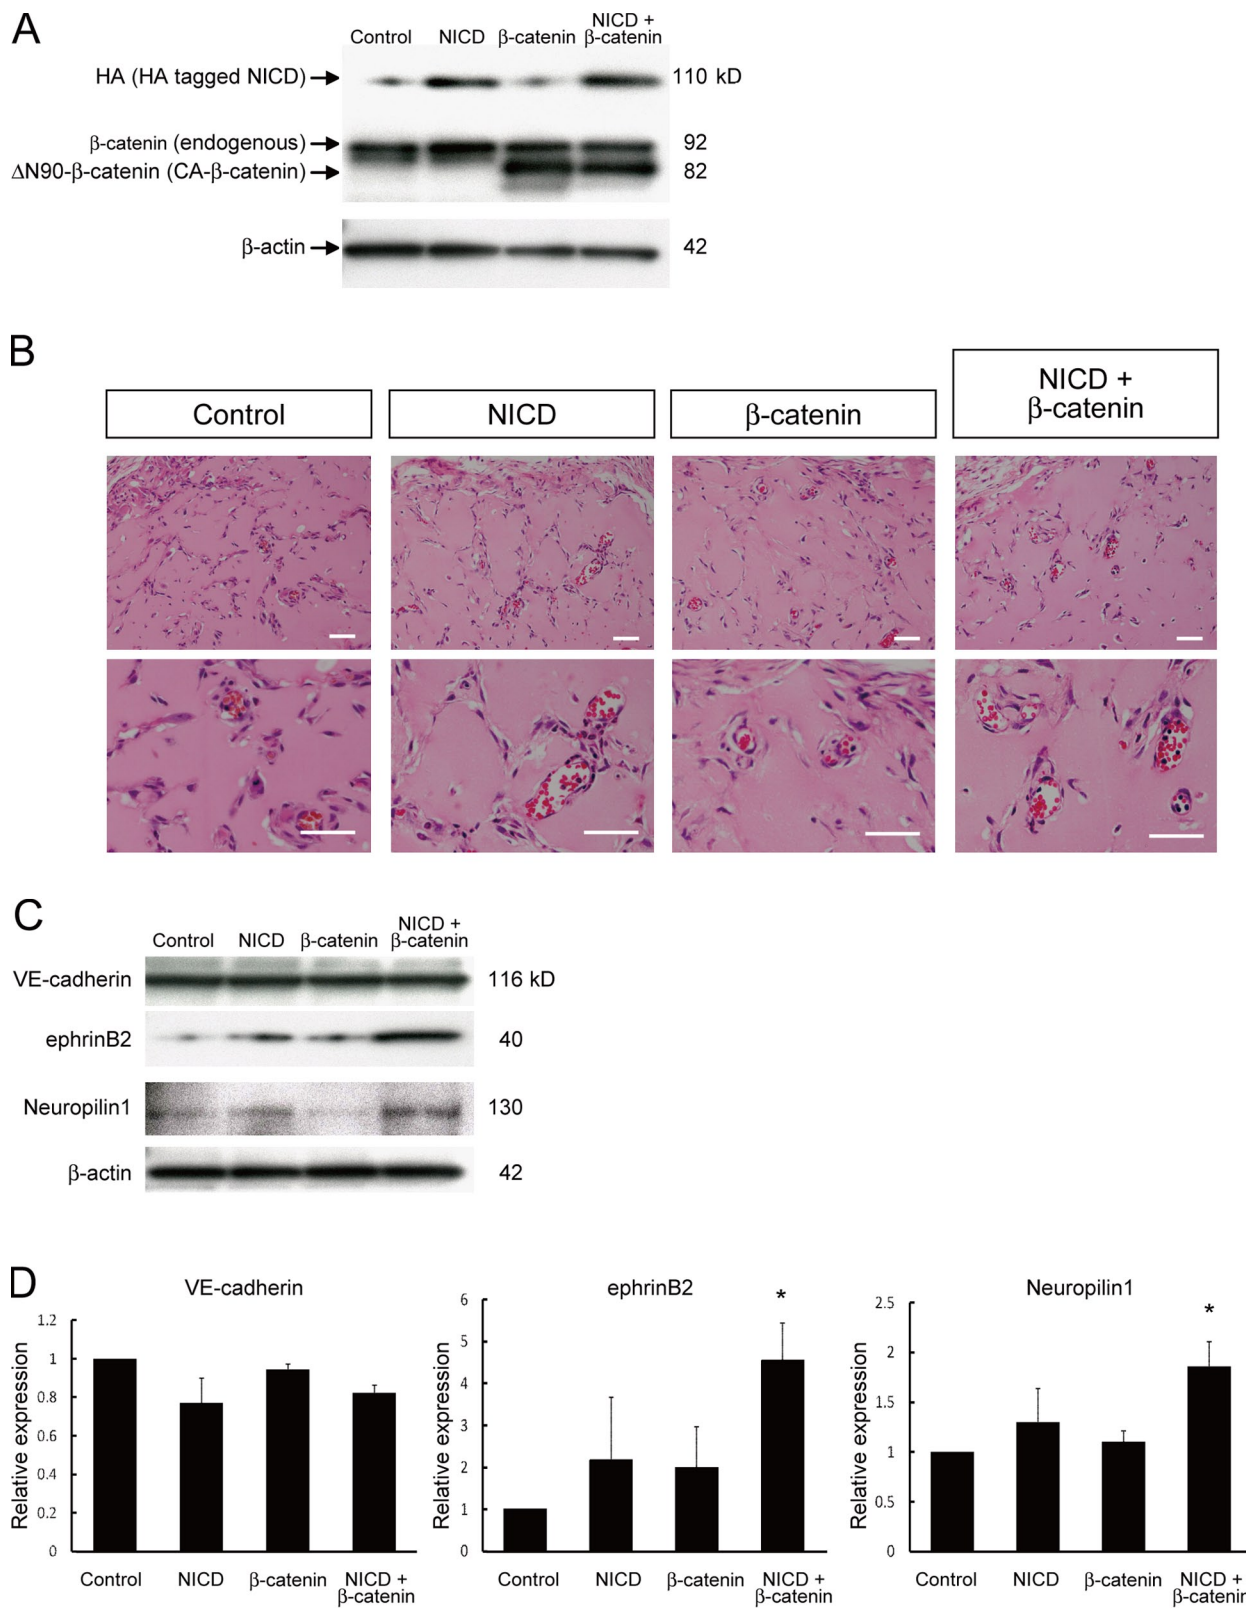 A
Control NICD β-catenin NICD +
β-catenin
HA (HA tagged NICD) 110 kD
β-catenin (endogenous) 92
ΔN90-β-catenin (CA-β-catenin) 82
β-actin 42
B
Control NICD β-catenin NICD +
β-catenin
C
Control NICD β-catenin NICD +
β-catenin
VE-cadherin 116 kD
ephrinB2 40
Neuropilin1 130
β-actin 42
D
VE-cadherin
Relative expression
1.2
1
0.8
0.6
0.4
0.2
0
Control NICD β-catenin NICD +
β-catenin
ephrinB2
*
Relative expression
6
5
4
3
2
1
0
Control NICD β-catenin NICD +
β-catenin
Neuropilin1
*
Relative expression
2.5
2
1.5
1
0.5
0
Control NICD β-catenin NICD +
β-catenin